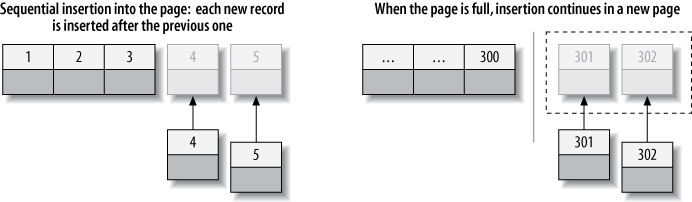 Sequential insertion into the page: each new record
is inserted after the previous one
1 2 3 4 5
4
5
When the page is full, insertion continues in a new page
... ... 300 301 302
301
302